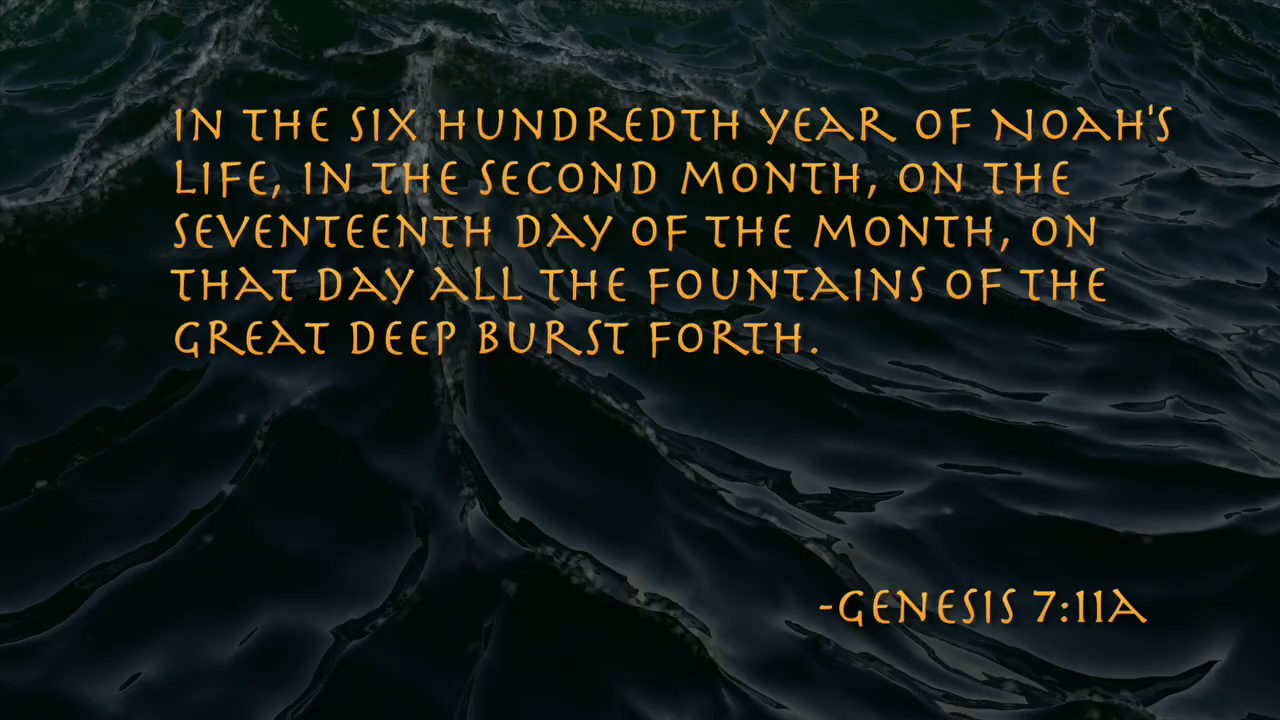 IN THE SIX HUNDREDTH YEAR OF NOAH'S
LIFE, IN THE SECOND MONTH, ON THE
SEVENTEENTH DAY OF THE MONTH, ON
THAT DAY ALL THE FOUNTAINS OF THE
GREAT DEEP BURST FORTH.
-GENESIS 7:11A